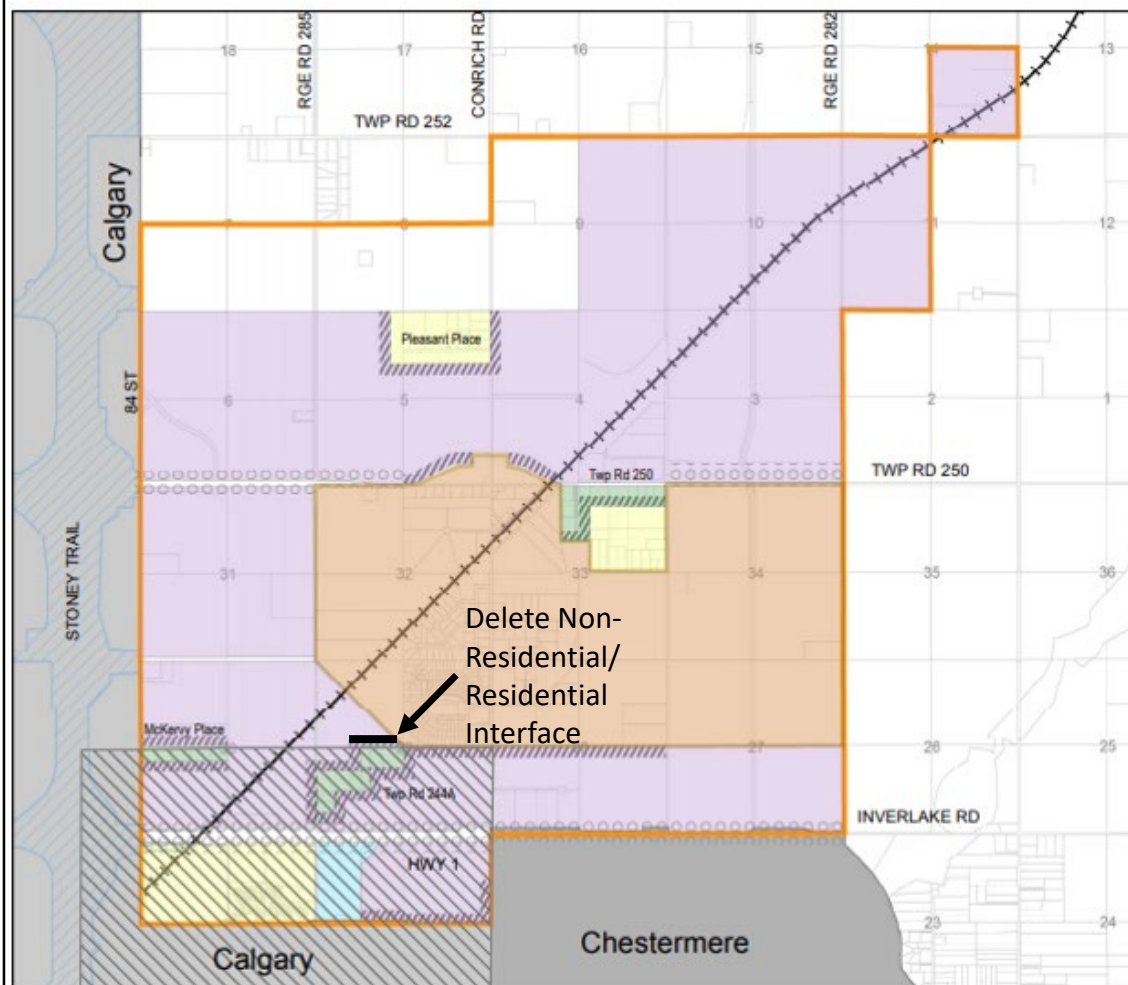 RGE RD 285
CONRICH RD
RGE RD 282
18
17
16
15
14
13
TWP RD 252
Calgary
7
8
9
10
11
12
Pleasant Place
84 ST
6
5
4
3
2
1
Twp Rd 250
TWP RD 250
STONEY TRAIL
31
32
33
34
35
36
Delete Non-
Residential/
Residential
Interface
McKervy Place
27
26
25
Twp Rd 244A
INVERLAKE RD
HWY 1
23
24
Calgary
Chestermere